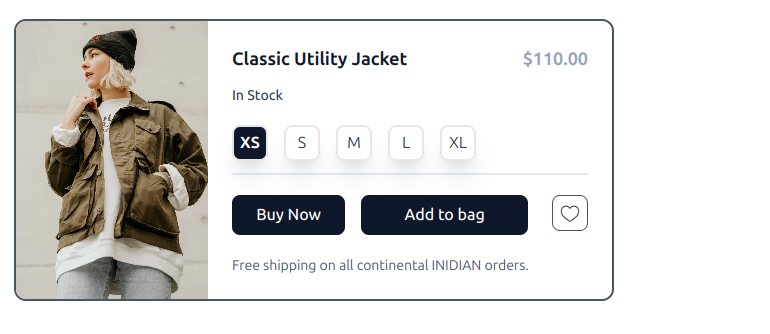 Classic Utility Jacket
$110.00
In Stock
XS S M L XL
Buy Now Add to bag
Free shipping on all continental INIDIAN orders.